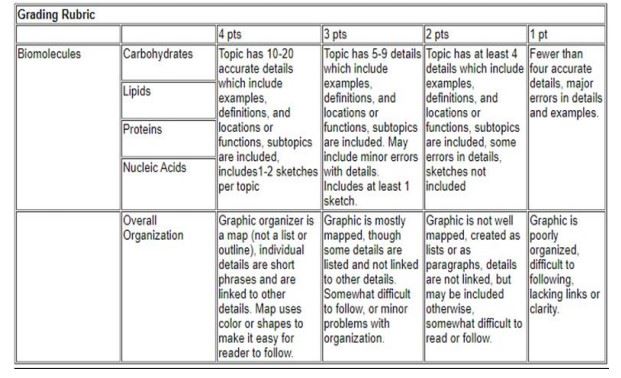 Grading Rubric
4 pts
3 pts
2 pts
1 pt
Biomolecules
Carbohydrates
Lipids
Proteins
Nucleic Acids
Topic has 10-20
accurate details
which include
examples,
definitions, and
locations or
functions, subtopics
are included,
includes1-2 sketches
per topic
Topic has 5-9 details
which include
examples,
definitions, and
locations or
functions, subtopics
are included. May
include minor errors
with details.
Includes at least 1
sketch.
Topic has at least 4
details which include
examples,
definitions, and
locations or
functions, subtopics
are included, some
errors in details,
sketches not
included
Fewer than
four accurate
details, major
errors in details
and examples.
Overall
Organization
Graphic organizer is
a map (not a list or
outline), individual
details are short
phrases and are
linked to other
details. Map uses
color or shapes to
make it easy for
reader to follow.
Graphic is mostly
mapped, though
some details are
listed and not linked
to other details.
Somewhat difficult
to follow, or minor
problems with
organization.
Graphic is not well
mapped, created as
lists or as
paragraphs, details
are not linked, but
may be included
otherwise,
somewhat difficult to
read or follow.
Graphic is
poorly
organized,
difficult to
following,
lacking links or
clarity.